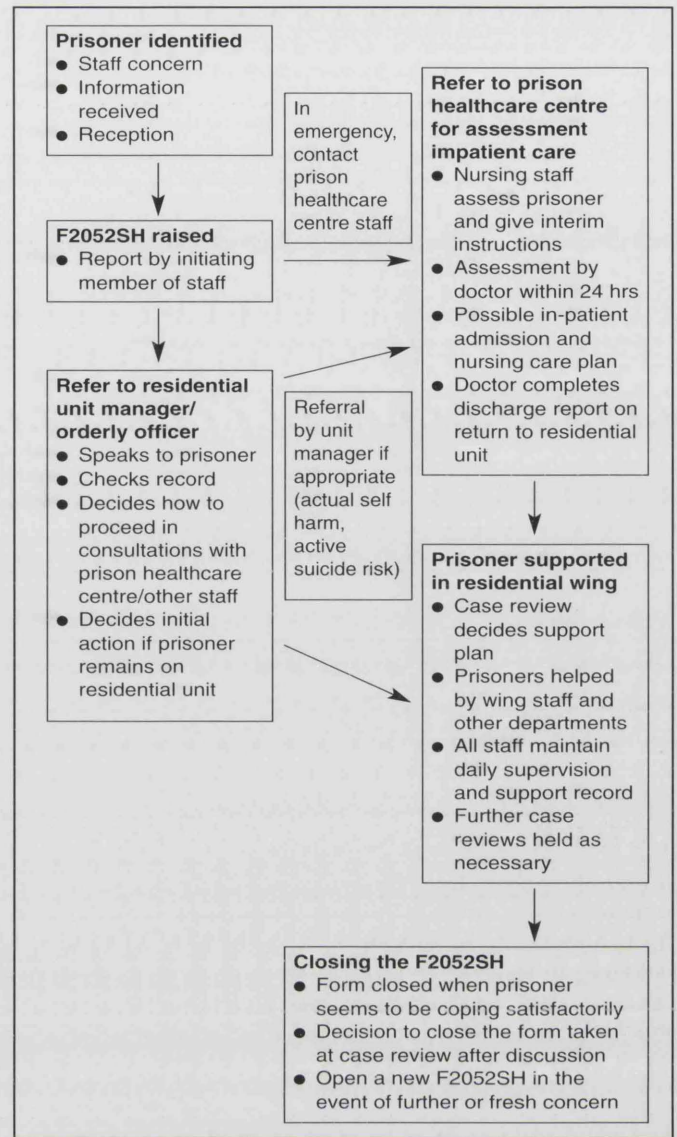 Prisoner identified
● Staff concern
● Information
received
● Reception
In
emergency,
contact
prison
healthcare
centre staff
F2052SH raised
● Report by initiating
member of staff
Refer to prison
healthcare centre
for assessment
impatient care
● Nursing staff
assess prisoner
and give interim
instructions
● Assessment by
doctor within 24 hrs
● Possible in-patient
admission and
nursing care plan
● Doctor completes
discharge report on
return to residential
unit
Refer to residential
unit manager/
orderly officer
● Speaks to prisoner
● Checks record
● Decides how to
proceed in
consultations with
prison healthcare
centre/other staff
● Decides initial
action if prisoner
remains on
residential unit
Referral
by unit
manager if
appropriate
(actual self
harm,
active
suicide risk)
Prisoner supported
in residential wing
● Case review
decides support
plan
● Prisoners helped
by wing staff and
other departments
● All staff maintain
daily supervision
and support record
● Further case
reviews held as
necessary
Closing the F2052SH
● Form closed when prisoner
seems to be coping satisfactorily
● Decision to close the form taken
at case review after discussion
● Open a new F2052SH in the
event of further or fresh concern